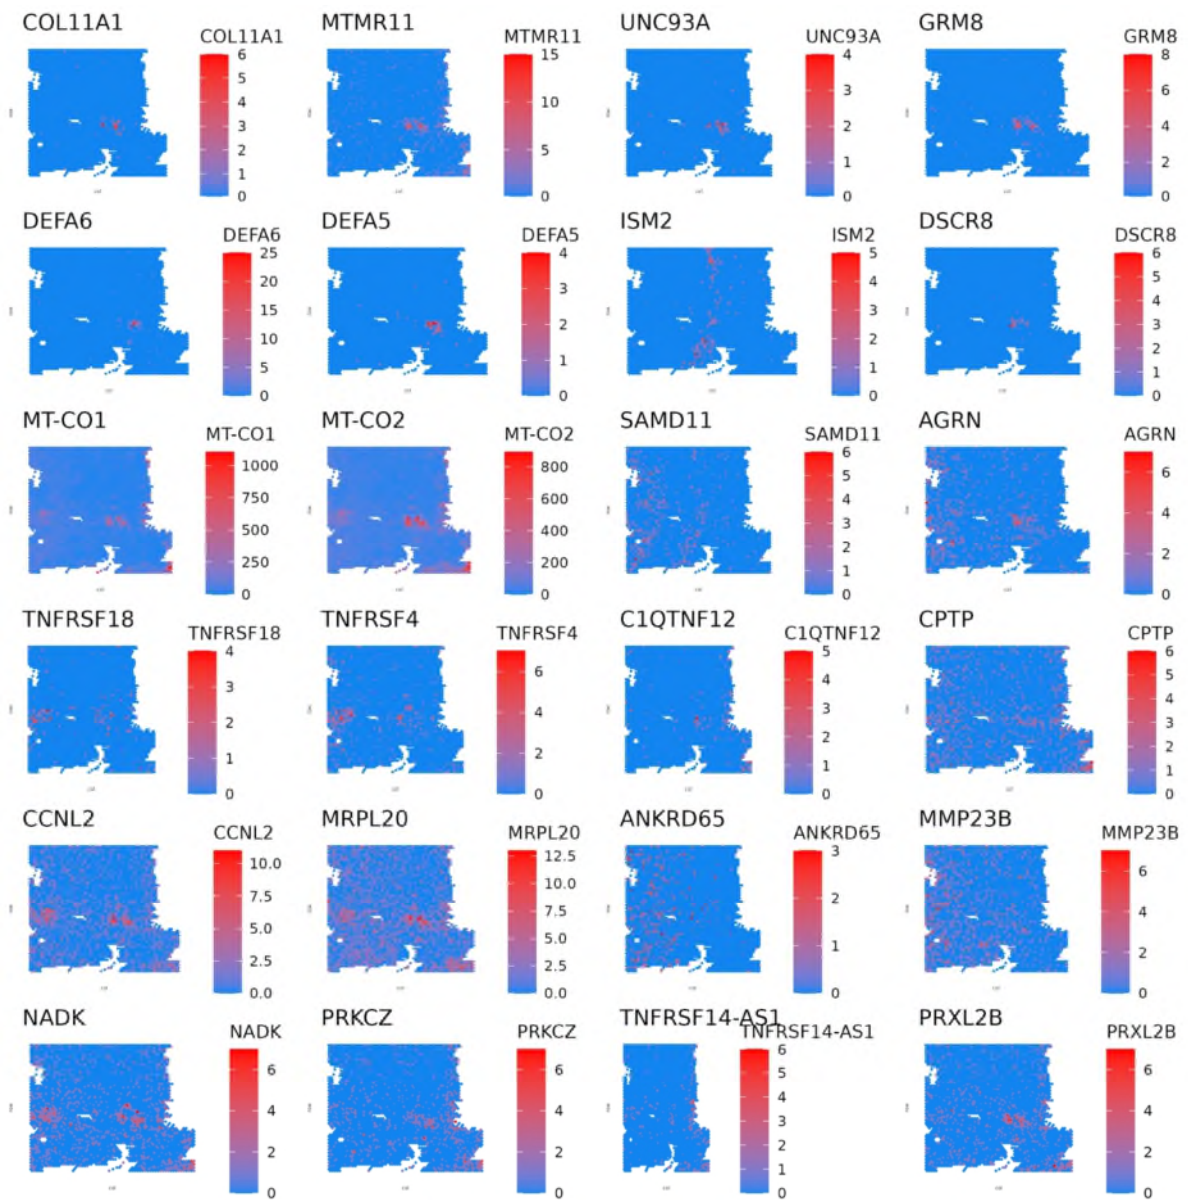 COL11A1 MTMR11 UNC93A GRM8
COL11A1 MTMR11 UNC93A GRM8
6 15 4 8
5
4 10 3 6
3 2 4
2 5 1 2
1
0 0 0 0
DEFA6 DEFA5 ISM2 DSCR8
DEFA6 DEFA5 ISM2 DSCR8
25 4 5 6
20 3 4 5
15 3 4
10 2 2 3
5 1 1 2
1
0 0 0 0
MT-CO1 MT-CO2 SAMD11 AGRN
MT-CO1 MT-CO2 SAMD11 AGRN
1000 800 6 6
750 600 5
500 400 4 4
250 200 3 2
2
1
0 0 0
TNFRSF18 TNFRSF4 C1QTNF12 CPTP
TNFRSF18 TNFRSF4 C1QTNF12 CPTP
4 6 5 6
3 4 4 5
2 3 4
1 2 2 3
1 2
1
0 0 0 0
CCNL2 MRPL20 ANKRD65 MMP23B
CCNL2 MRPL20 ANKRD65 MMP23B
10.0 12.5 3 6
7.5 10.0 2 4
5.0 7.5
2.5 5.0 1 2
2.5
0.0 0.0 0 0
NADK PRKCZ TNFRSF14-AS1 PRXL2B
NADK PRKCZ TNFRSF14-AS1 PRXL2B
6 6 6 6
5
4 4 4 4
3
2 2 2 2
1
0 0 0 0